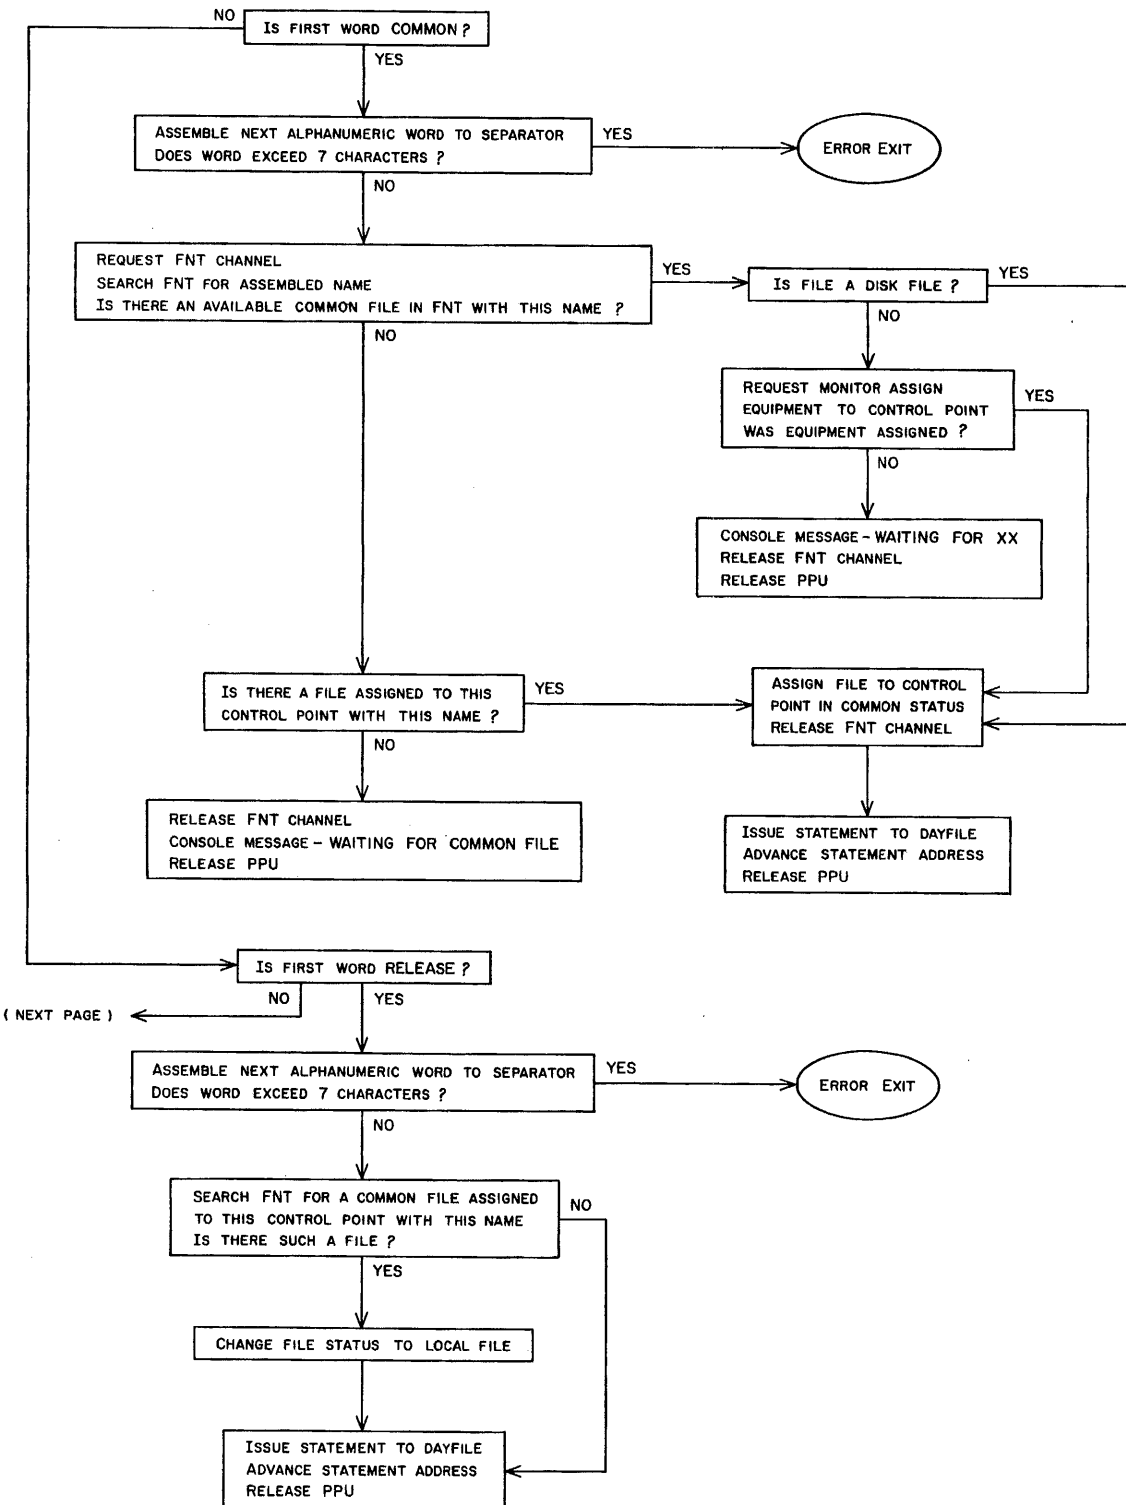 NO
IS FIRST WORD COMMON?
YES
ASSEMBLE NEXT ALPHANUMERIC WORD TO SEPARATOR
DOES WORD EXCEED 7 CHARACTERS ?
YES
ERROR EXIT
NO
REQUEST FNT CHANNEL
SEARCH FNT FOR ASSEMBLED NAME
IS THERE AN AVAILABLE COMMON FILE IN FNT WITH THIS NAME ?
YES
IS FILE A DISK FILE ?
YES
NO
NO
REQUEST MONITOR ASSIGN
EQUIPMENT TO CONTROL POINT
WAS EQUIPMENT ASSIGNED ?
YES
NO
CONSOLE MESSAGE – WAITING FOR XX
RELEASE FNT CHANNEL
RELEASE PPU
IS THERE A FILE ASSIGNED TO THIS
CONTROL POINT WITH THIS NAME ?
YES
ASSIGN FILE TO CONTROL
POINT IN COMMON STATUS
RELEASE FNT CHANNEL
NO
RELEASE FNT CHANNEL
CONSOLE MESSAGE – WAITING FOR COMMON FILE
RELEASE PPU
ISSUE STATEMENT TO DAYFILE
ADVANCE STATEMENT ADDRESS
RELEASE PPU
IS FIRST WORD RELEASE ?
NO
YES
( NEXT PAGE )
ASSEMBLE NEXT ALPHANUMERIC WORD TO SEPARATOR
DOES WORD EXCEED 7 CHARACTERS ?
YES
ERROR EXIT
NO
SEARCH FNT FOR A COMMON FILE ASSIGNED
TO THIS CONTROL POINT WITH THIS NAME
IS THERE SUCH A FILE ?
NO
YES
CHANGE FILE STATUS TO LOCAL FILE
ISSUE STATEMENT TO DAYFILE
ADVANCE STATEMENT ADDRESS
RELEASE PPU